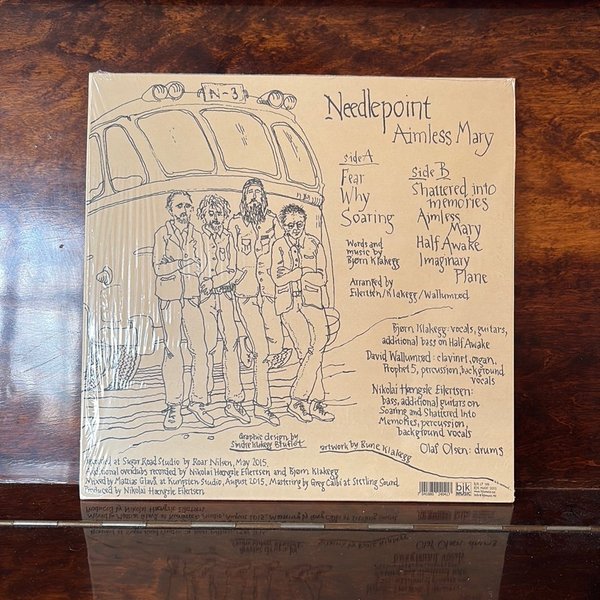 N-3
Needlepoint
Aimless Mary
side A
Fear
Why
Soaring
side B
Shattered into
memories
Aimless
Mary
Half Awake
Imaginary
Plane
Words and
music by
Bjørn Klakegg
Arranged by
Eilertsen/Klakegg/Wallumrød
Bjørn Klakegg: vocals, guitars,
additional bass on Half Awake
David Wallumrød: clavinet, organ,
Prophet 5, percussion, background
vocals
Nikolai Hængsle Eilertsen:
bass, additional guitars on
Soaring and Shattered Into
Memories, percussion,
background vocals
Olaf Olsen: drums
Graphic design by
artwork by Rune Klakegg
Recorded at Sugar Road Studio by Roar Nilsen, May 2015.
Additional overdubs recorded by Nikolai Hængsle Eilertsen, and Bjørn Klakegg
Mixed by Mattias Glavå, at Kungsten Studio, August 2015, Mastering by Greg Calbi at Sterling Sound.
Produced by Nikolai Hængsle Eilertsen
bjk
MUSIC